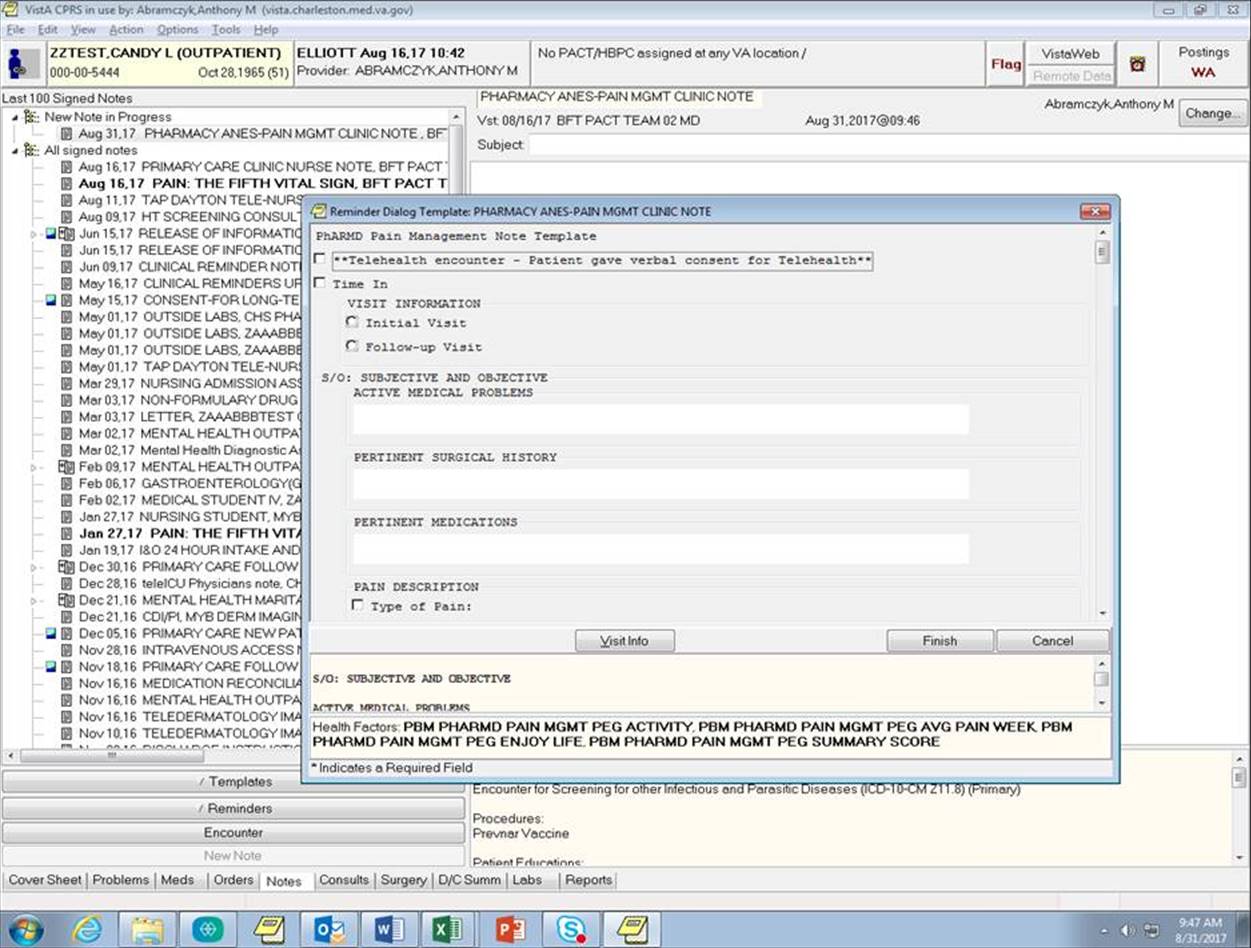 VistA CPRS in use by: Abramczyk,Anthony M (vista.charleston.med.va.gov)
File Edit View Action Options Tools Help
ZZTEST,CANDY L (OUTPATIENT)
000-00-5444 Oct 28,1965 (51)
ELLIOTT Aug 16,17 10:42
Provider: ABRAMCZYK,ANTHONY M
No PACT/HBPC assigned at any VA location /
Flag
VistaWeb
Remote Data
Postings
WA
Last 100 Signed Notes
New Note in Progress
Aug 31,17 PHARMACY ANES-PAIN MGMT CLINIC NOTE , BF
All signed notes
Aug 16,17 PRIMARY CARE CLINIC NURSE NOTE, BFT PACT
Aug 16,17 PAIN: THE FIFTH VITAL SIGN, BFT PACT T
Aug 11,17 TAP DAYTON TELE-NURS
Aug 09,17 HT SCREENING CONSULT
Jun 15,17 RELEASE OF INFORMATIO
Jun 15,17 RELEASE OF INFORMATIO
Jun 09,17 CLINICAL REMINDER NOT
May 16,17 CLINICAL REMINDERS UP
May 15,17 CONSENT-FOR LONG-TE
May 01,17 OUTSIDE LABS, CHS PHA
May 01,17 OUTSIDE LABS, ZAAABBB
May 01,17 OUTSIDE LABS, ZAAABBB
May 01,17 TAP DAYTON TELE-NURS
Mar 29,17 NURSING ADMISSION ASS
Mar 03,17 NON-FORMULARY DRUG
Mar 03,17 LETTER, ZAAABBBTEST C
Mar 02,17 MENTAL HEALTH OUTPA
Mar 02,17 Mental Health Diagnostic A
Feb 09,17 MENTAL HEALTH OUTPA
Feb 06,17 GASTROENTEROLOGY(G
Feb 02,17 MEDICAL STUDENT IV, ZA
Jan 27,17 NURSING STUDENT, MYB
Jan 27,17 PAIN: THE FIFTH VITA
Jan 19,17 I&O 24 HOUR INTAKE AND
Dec 30,16 PRIMARY CARE FOLLOW
Dec 28,16 teleICU Physicians note, CH
Dec 21,16 MENTAL HEALTH MARITA
Dec 21,16 CDI/PI, MYB DERM IMAGIN
Dec 05,16 PRIMARY CARE NEW PAT
Nov 28,16 INTRAVENOUS ACCESS N
Nov 18,16 PRIMARY CARE FOLLOW
Nov 16,16 MEDICATION RECONCILIA
Nov 16,16 MENTAL HEALTH OUTPA
Nov 16,16 TELEDERMATOLOGY IMA
Nov 10,16 TELEDERMATOLOGY IMA
/ Templates
/ Reminders
Encounter
New Note
PHARMACY ANES-PAIN MGMT CLINIC NOTE
Abramczyk,Anthony M
Change...
Vst: 08/16/17 BFT PACT TEAM 02 MD Aug 31,2017@09:46
Subject:
Reminder Dialog Template: PHARMACY ANES-PAIN MGMT CLINIC NOTE
PhARMD Pain Management Note Template
**Telehealth encounter - Patient gave verbal consent for Telehealth**
Time In
VISIT INFORMATION
Initial Visit
Follow-up Visit
S/O: SUBJECTIVE AND OBJECTIVE
ACTIVE MEDICAL PROBLEMS
PERTINENT SURGICAL HISTORY
PERTINENT MEDICATIONS
PAIN DESCRIPTION
Type of Pain:
Visit Info Finish Cancel
S/O: SUBJECTIVE AND OBJECTIVE
ACTIVE MEDICAL PROBLEMS
Health Factors: PBM PHARMD PAIN MGMT PEG ACTIVITY, PBM PHARMD PAIN MGMT PEG AVG PAIN WEEK, PBM
PHARMD PAIN MGMT PEG ENJOY LIFE, PBM PHARMD PAIN MGMT PEG SUMMARY SCORE
* Indicates a Required Field
Encounter for Screening for other Infectious and Parasitic Diseases (ICD-10-CM Z11.8) (Primary)
Procedures:
Prevnar Vaccine
Patient Educations:
Cover Sheet Problems Meds Orders Notes Consults Surgery D/C Summ Labs Reports
9:47 AM
8/31/2017